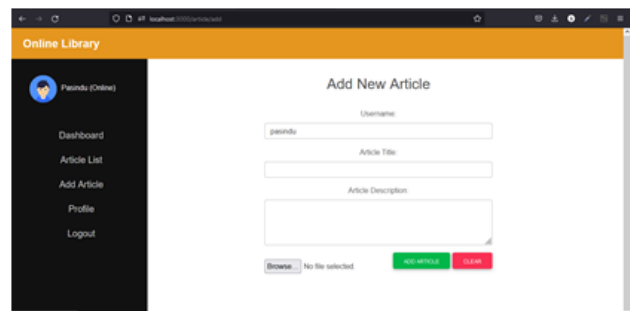 localhost:3000/article/add
Online Library
Pasindu (Online)
Dashboard
Article List
Add Article
Profile
Logout
Add New Article
Username:
pasindu
Article Title:
Article Description:
Browse... No file selected.
ADD ARTICLE
CLEAR